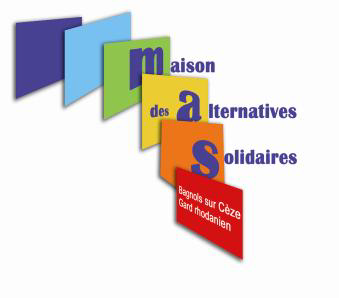 maison
des alternatives
solidaires
Bagnols sur Cèze
Gard rhodanien